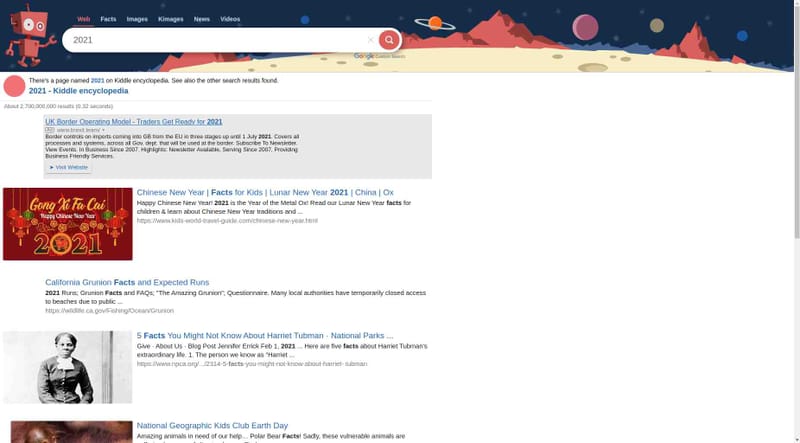 Web Facts Images Kimages News Videos
2021
Google Custom Search
There's a page named 2021 on Kiddle encyclopedia. See also the other search results found.
2021 - Kiddle encyclopedia
About 2,700,000,000 results (0.32 seconds)
UK Border Operating Model - Traders Get Ready for 2021
Ad www.brexit.team/
Border controls on imports coming into GB from the EU in three stages up until 1 July 2021. Covers all
processes and systems, across all Gov. dept. that will be used at the border. Subscribe To Newsletter.
View Events. In Business Since 2007. Highlights: Newsletter Available, Serving Since 2007, Providing
Business Friendly Services.
➤ Visit Website
Gong Xi Fa Cai
Happy Chinese New Year
2021
Chinese New Year | Facts for Kids | Lunar New Year 2021 | China | Ox
Happy Chinese New Year! 2021 is the Year of the Metal Ox! Read our Lunar New Year facts for
children & learn about Chinese New Year traditions and ...
https://www.kids-world-travel-guide.com/chinese-new-year.html
California Grunion Facts and Expected Runs
2021 Runs; Grunion Facts and FAQs; "The Amazing Grunion"; Questionnaire. Many local authorities have temporarily closed access
to beaches due to public ...
https://wildlife.ca.gov/Fishing/Ocean/Grunion
5 Facts You Might Not Know About Harriet Tubman · National Parks ...
Give · About Us · Blog Post Jennifer Errick Feb 1, 2021 ... Here are five facts about Harriet Tubman's
extraordinary life. 1. The person we know as "Harriet ...
https://www.npca.org/.../2314-5-facts-you-might-not-know-about-harriet- tubman
National Geographic Kids Club Earth Day
Amazing animals in need of our help... Polar Bear Facts! Sadly, these vulnerable animals are